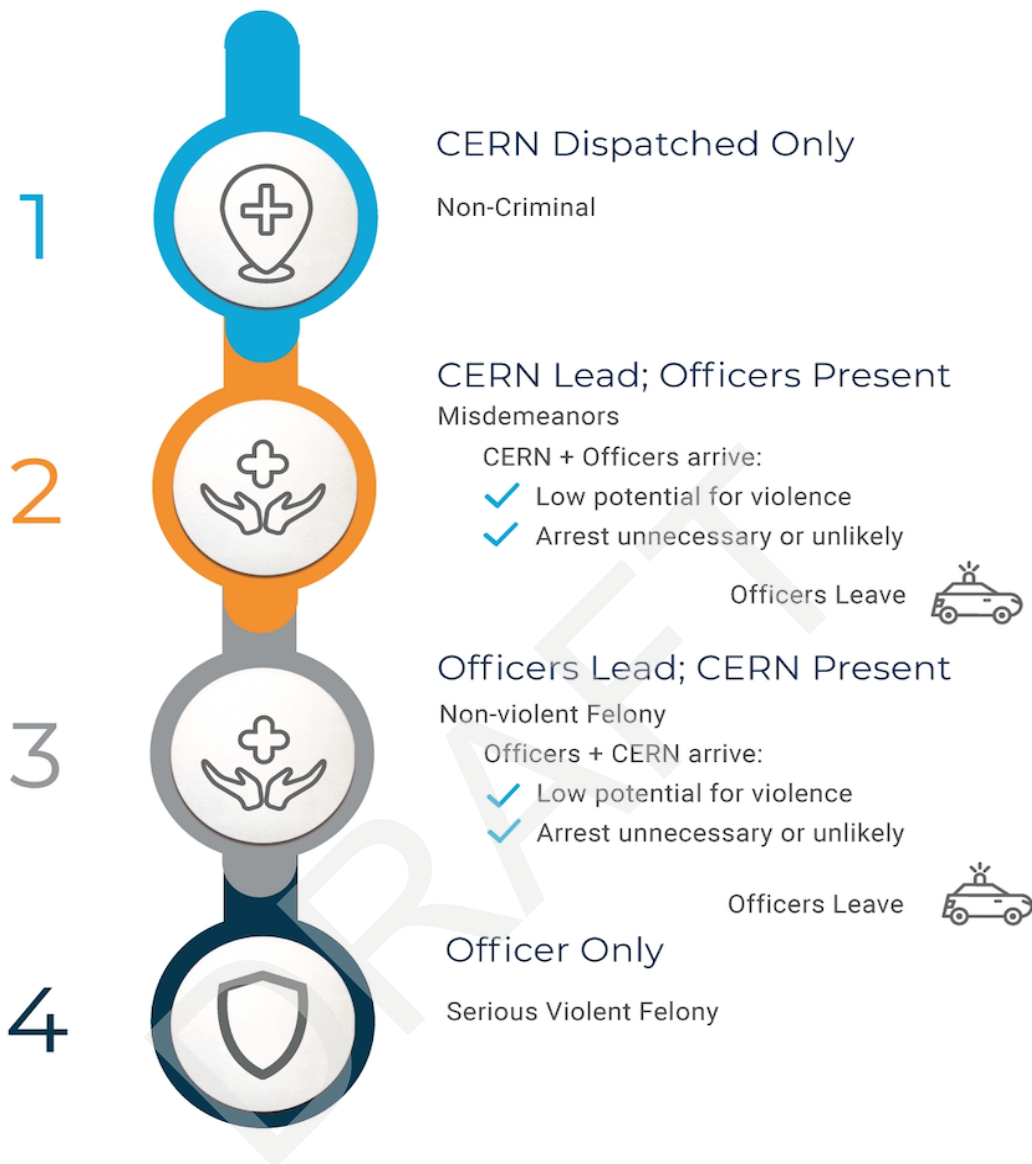 1
CERN Dispatched Only
Non-Criminal
2
CERN Lead; Officers Present
Misdemeanors
CERN + Officers arrive:
Low potential for violence
Arrest unnecessary or unlikely
Officers Leave
3
Officers Lead; CERN Present
Non-violent Felony
Officers + CERN arrive:
Low potential for violence
Arrest unnecessary or unlikely
Officers Leave
4
Officer Only
Serious Violent Felony
DRAFT